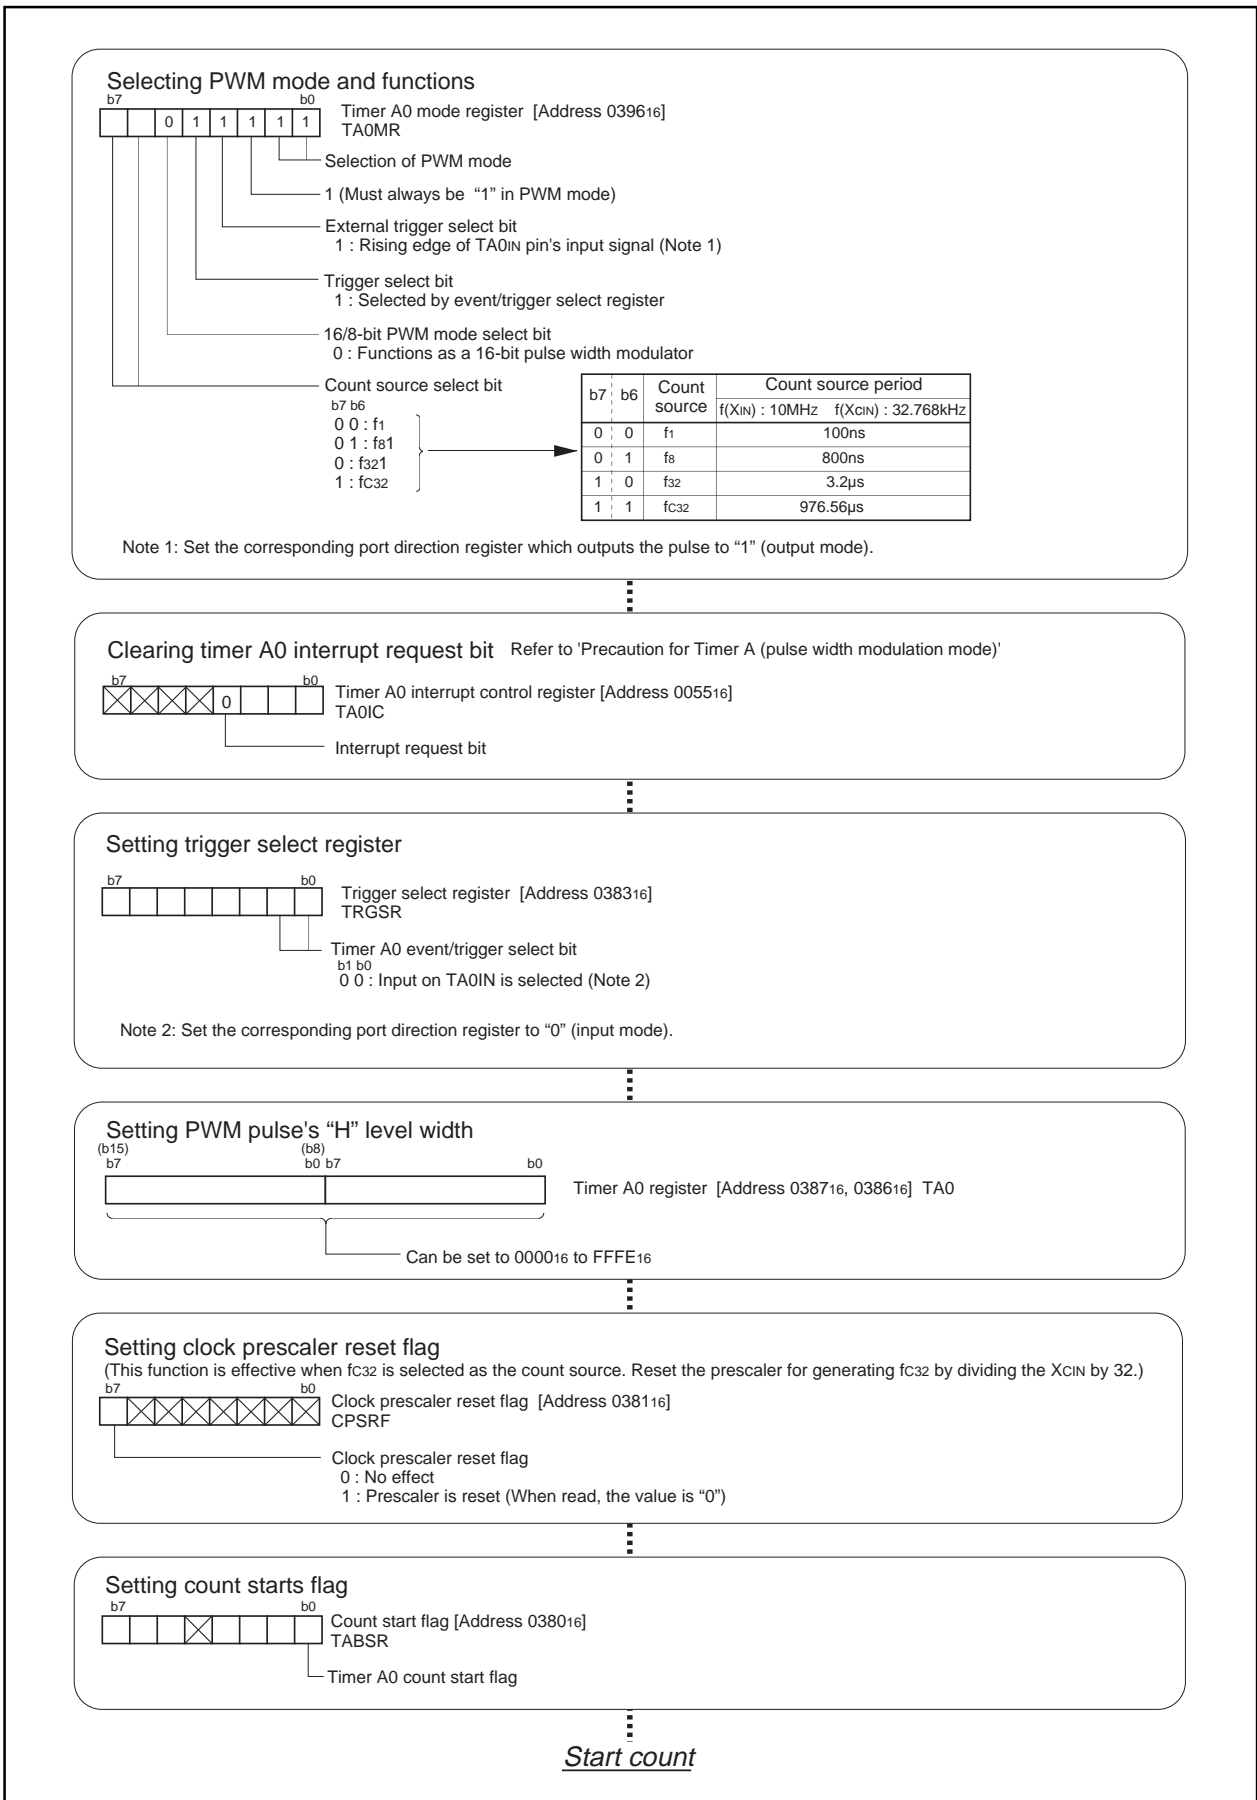 Selecting PWM mode and functions
b7 b0
0 1 1 1 1 1
Timer A0 mode register [Address 039616]
TA0MR
Selection of PWM mode
1 (Must always be “1” in PWM mode)
External trigger select bit
1 : Rising edge of TA0IN pin's input signal (Note 1)
Trigger select bit
1 : Selected by event/trigger select register
16/8-bit PWM mode select bit
0 : Functions as a 16-bit pulse width modulator
Count source select bit
b7 b6
0 0 : f1
0 1 : f81
0 : f321
1 : fC32
b7 b6 Count source Count source period
f(XIN) : 10MHz f(XCIN) : 32.768kHz
0 0 f1 100ns
0 1 f8 800ns
1 0 f32 3.2µs
1 1 fC32 976.56µs
Note 1: Set the corresponding port direction register which outputs the pulse to “1” (output mode).
Clearing timer A0 interrupt request bit Refer to 'Precaution for Timer A (pulse width modulation mode)'
b7 b0
0
Timer A0 interrupt control register [Address 005516]
TA0IC
Interrupt request bit
Setting trigger select register
b7 b0
Trigger select register [Address 038316]
TRGSR
Timer A0 event/trigger select bit
b1 b0
0 0 : Input on TA0IN is selected (Note 2)
Note 2: Set the corresponding port direction register to “0” (input mode).
Setting PWM pulse's “H” level width
(b15) (b8)
b7 b0 b7 b0
Timer A0 register [Address 038716, 038616] TA0
Can be set to 000016 to FFFE16
Setting clock prescaler reset flag
(This function is effective when fC32 is selected as the count source. Reset the prescaler for generating fC32 by dividing the XCIN by 32.)
b7 b0
Clock prescaler reset flag [Address 038116]
CPSRF
Clock prescaler reset flag
0 : No effect
1 : Prescaler is reset (When read, the value is “0”)
Setting count starts flag
b7 b0
Count start flag [Address 038016]
TABSR
Timer A0 count start flag
Start count